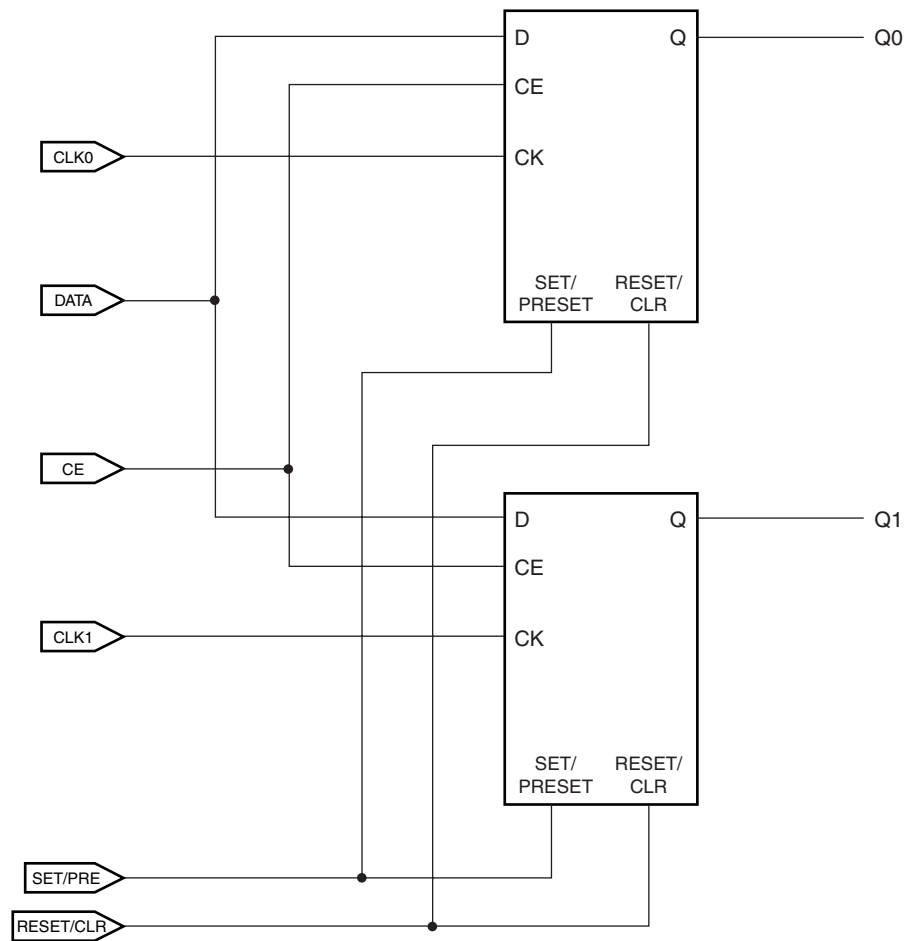 D
Q
Q0
CE
CLK0
CK
SET/
PRESET
RESET/
CLR
DATA
CE
D
Q
Q1
CE
CLK1
CK
SET/
PRESET
RESET/
CLR
SET/PRE
RESET/CLR